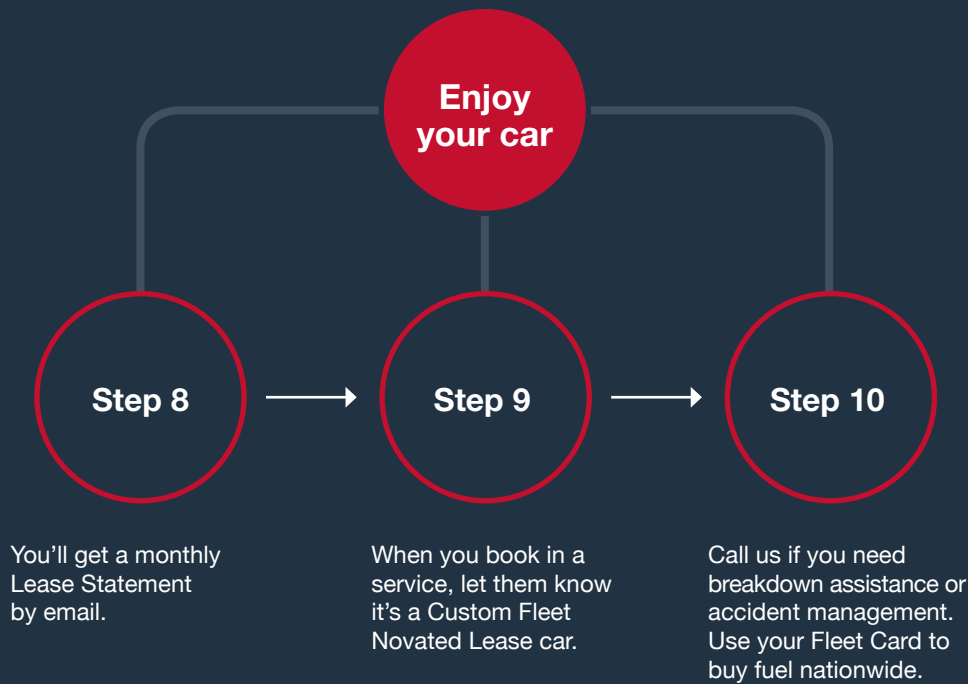 Enjoy
your car
Step 8
Step 9
Step 10
You’ll get a monthly
Lease Statement
by email.
When you book in a
service, let them know
it’s a Custom Fleet
Novated Lease car.
Call us if you need
breakdown assistance or
accident management.
Use your Fleet Card to
buy fuel nationwide.